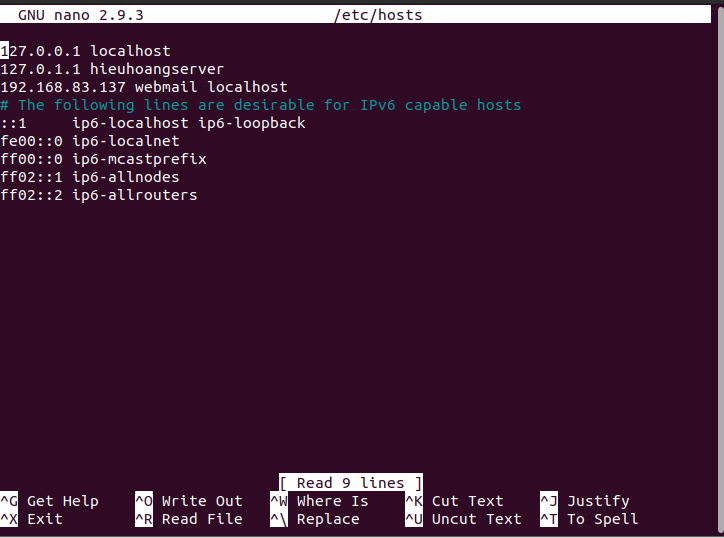 GNU nano 2.9.3 /etc/hosts
127.0.0.1 localhost
127.0.1.1 hieuhoangserver
192.168.83.137 webmail localhost
# The following lines are desirable for IPv6 capable hosts
::1     ip6-localhost ip6-loopback
fe00::0 ip6-localnet
ff00::0 ip6-mcastprefix
ff02::1 ip6-allnodes
ff02::2 ip6-allrouters
[ Read 9 lines ]
^G Get Help ^O Write Out ^W Where Is ^K Cut Text ^J Justify
^X Exit ^R Read File ^\ Replace ^U Uncut Text ^T To Spell